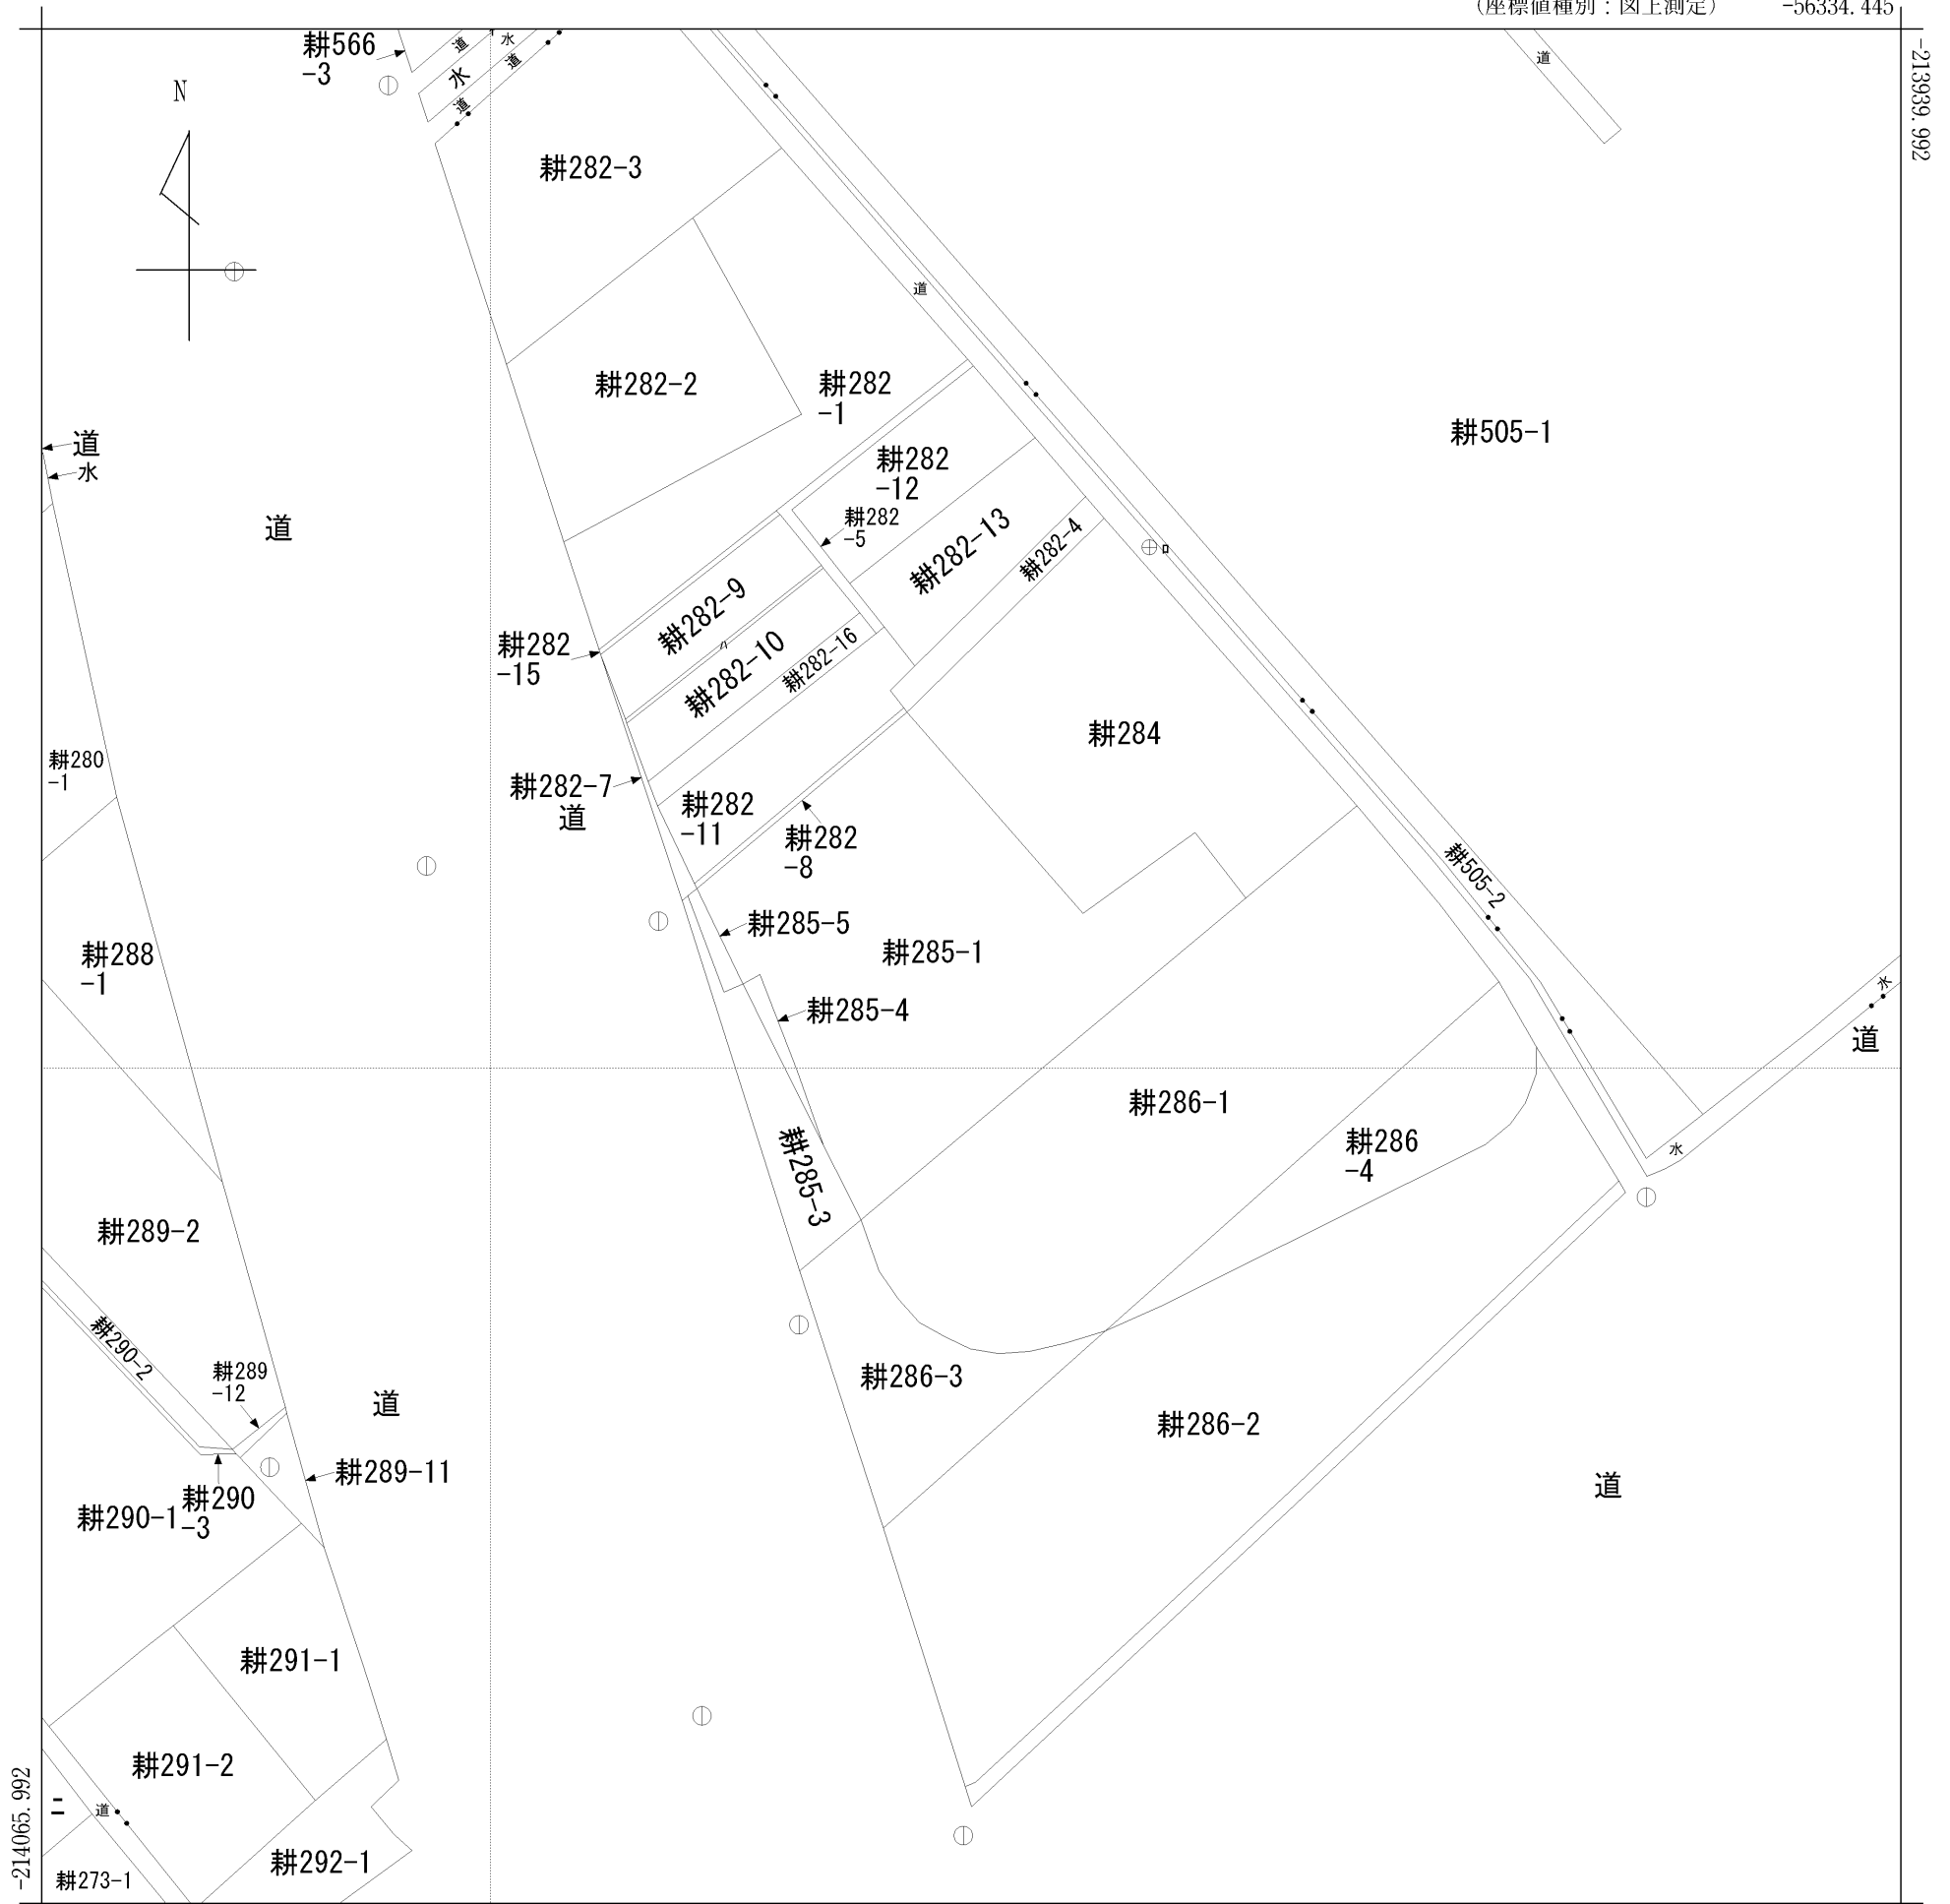 （座標値種別：図上測定）
-56334.445
-213939.992
耕566
-3
道
水
水
道
道
道
N
耕282-3
道
耕282-2
耕282
-1
耕505-1
道
水
道
耕282
-12
耕282
-5
耕282-13
耕282-4
ロ
耕282-9
ハ
耕282
-15
耕282-10
耕282-16
耕284
耕280
-1
耕282-7
道
耕282
-11
耕282
-8
耕505-2
耕288
-1
耕285-5
耕285-1
耕285-4
水
道
耕286-1
耕286
-4
水
耕285-3
耕289-2
耕290-2
耕289
-12
道
耕286-3
耕286-2
耕289-11
耕290
-3
耕290-1
道
耕291-1
耕291-2
-214065.992
ニ
道
耕292-1
耕273-1